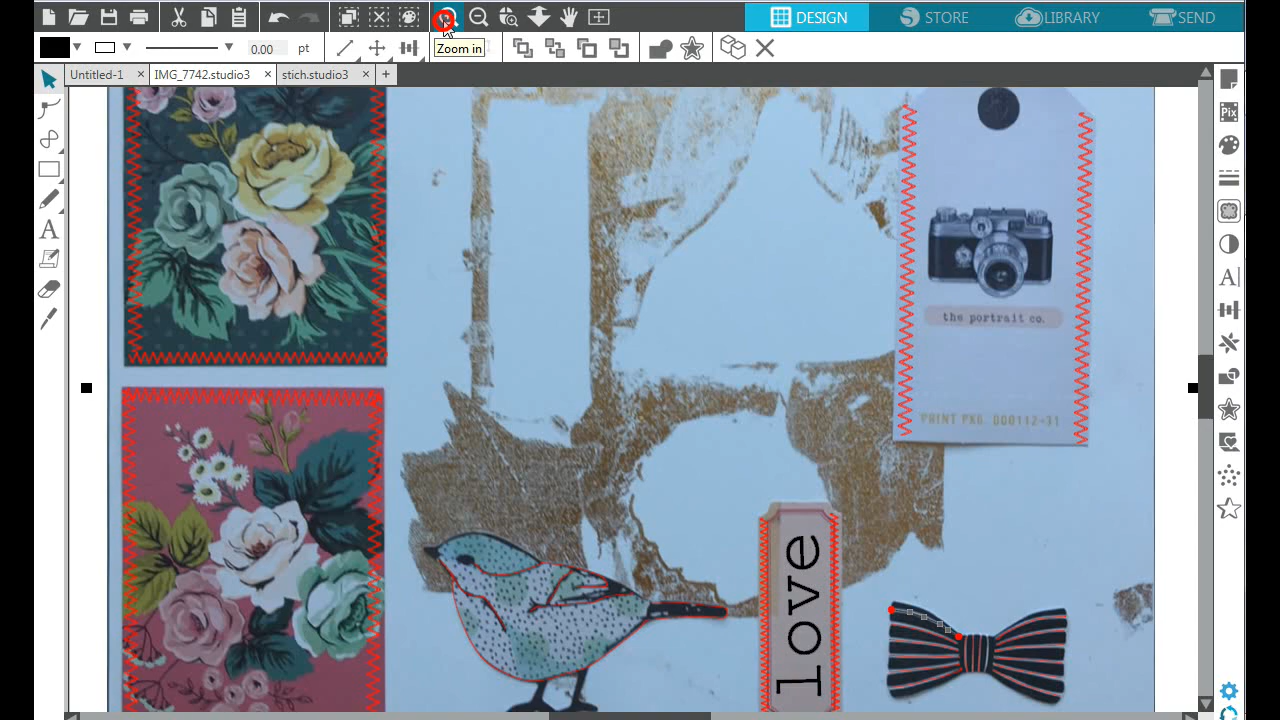 DESIGN
STORE
LIBRARY
SEND
0.00 pt
Zoom in
Untitled-1 ×
IMG_7742.studio3 ×
stich.studio3 × +
Pix
A
A
the portrait co.
PRINT PKG. 000112-31
love